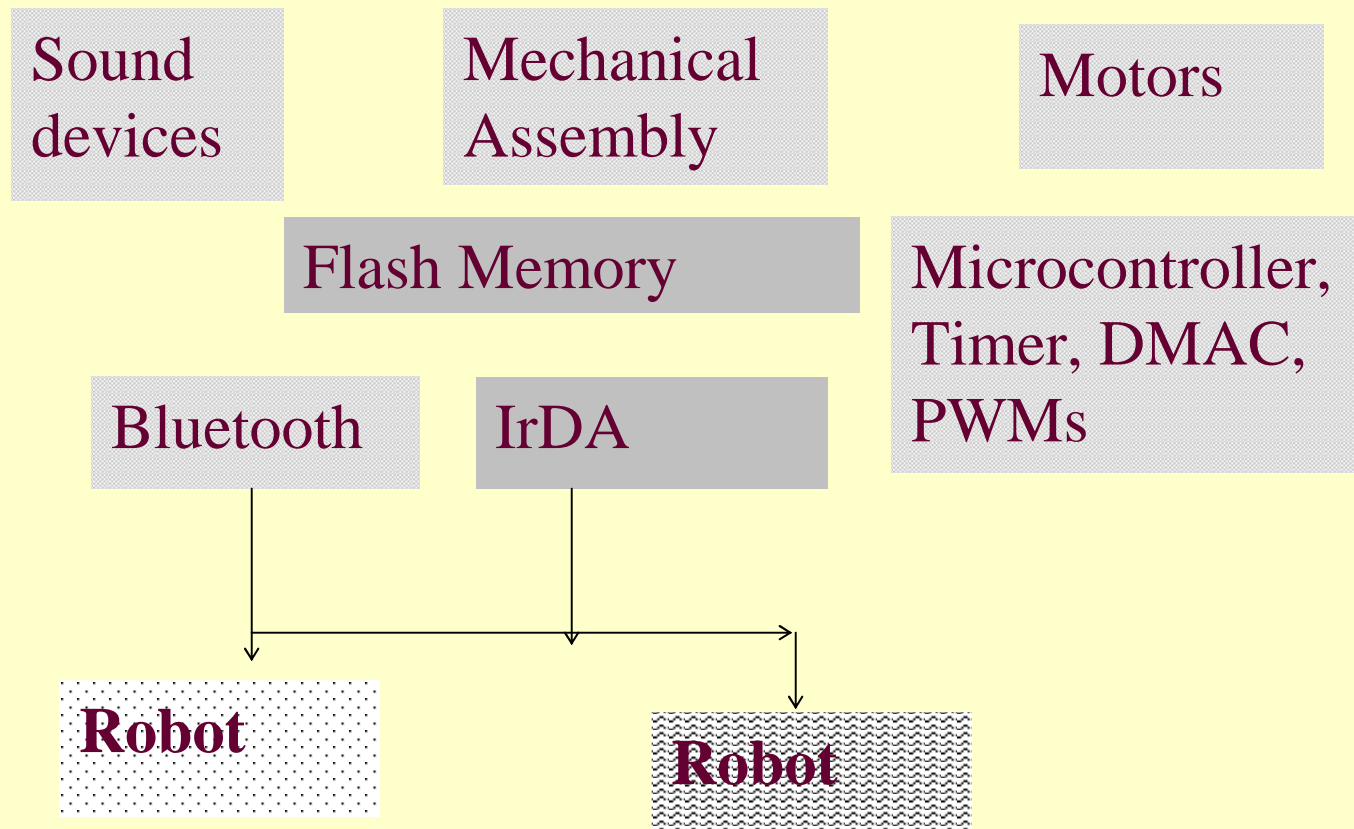 Sound
devices
Mechanical
Assembly
Motors
Flash Memory
Microcontroller,
Timer, DMAC,
PWMs
Bluetooth
IrDA
Robot
Robot